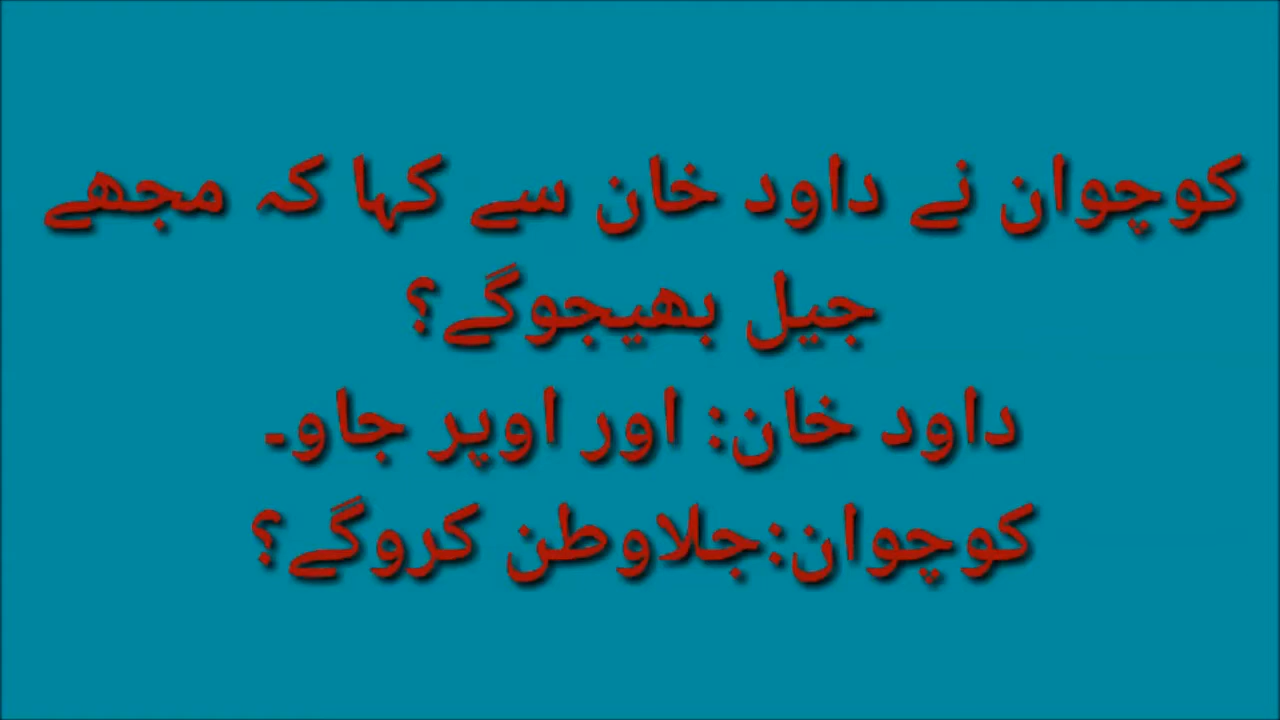 کوچوان نے داود خان سے کہا کہ مجھے
جیل بھیجوگے؟
داود خان: اور اوپر جاو۔
کوچوان:جلاوطن کروگے؟